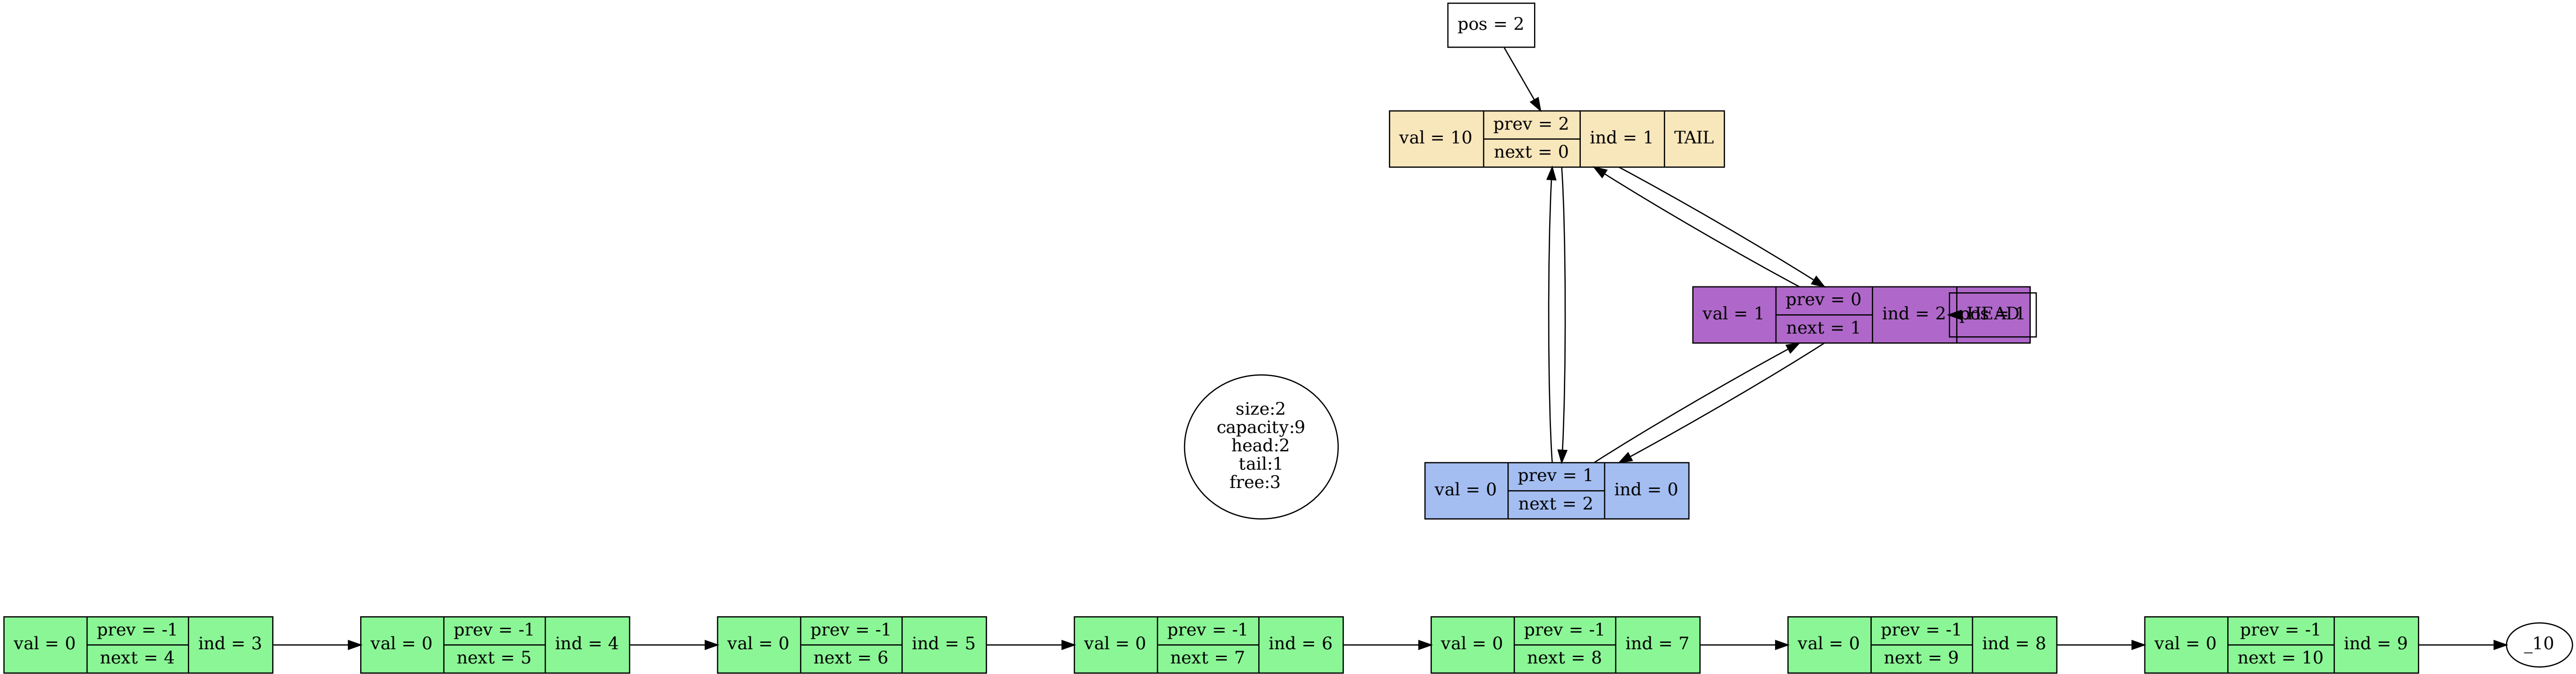 pos = 2
val = 10
prev = 2
next = 0
ind = 1
TAIL
val = 1
prev = 0
next = 1
ind = 2
HEAD
pos = 1
size:2
capacity:9
head:2
tail:1
free:3
val = 0
prev = 1
next = 2
ind = 0
val = 0
prev = -1
next = 4
ind = 3
val = 0
prev = -1
next = 5
ind = 4
val = 0
prev = -1
next = 6
ind = 5
val = 0
prev = -1
next = 7
ind = 6
val = 0
prev = -1
next = 8
ind = 7
val = 0
prev = -1
next = 9
ind = 8
val = 0
prev = -1
next = 10
ind = 9
_10